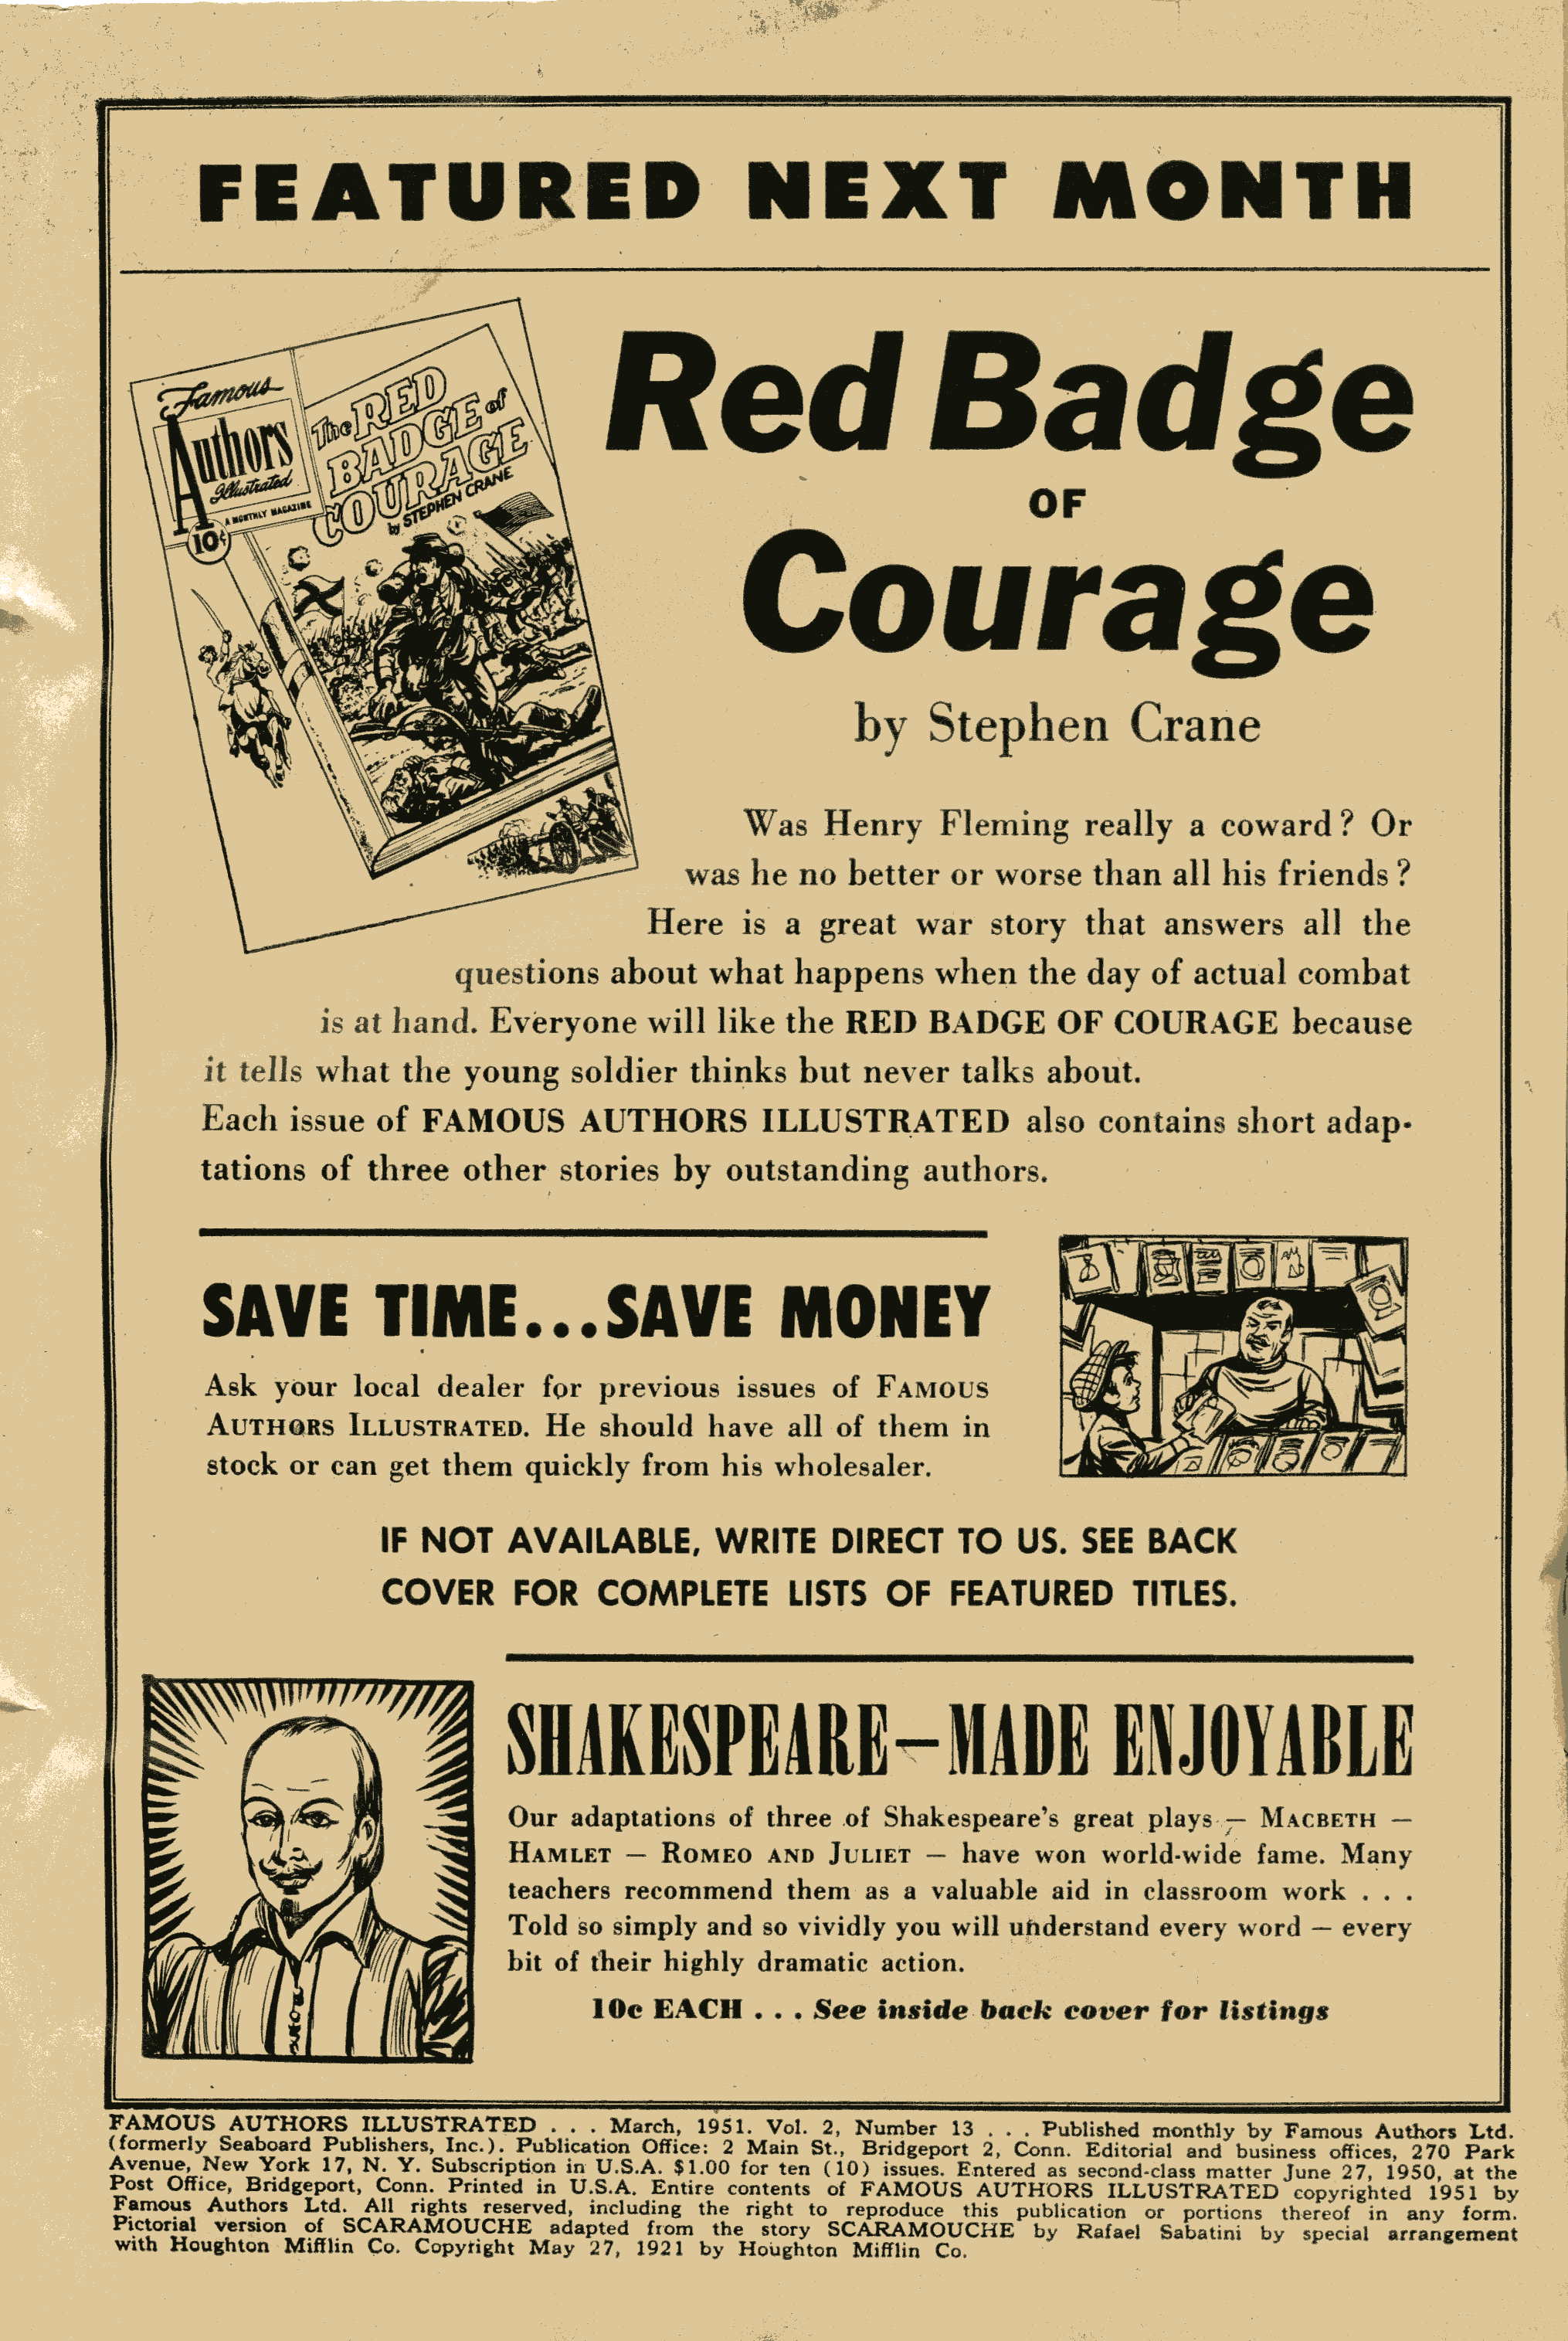 FEATURED NEXT MONTH
Famous
Authors
Illustrated
A MONTHLY MAGAZINE
10¢
The RED
BADGE of
COURAGE
by STEPHEN CRANE
Red Badge
OF
Courage
by Stephen Crane
Was Henry Fleming really a coward? Or
was he no better or worse than all his friends?
Here is a great war story that answers all the
questions about what happens when the day of actual combat
is at hand. Everyone will like the RED BADGE OF COURAGE because
it tells what the young soldier thinks but never talks about.
Each issue of FAMOUS AUTHORS ILLUSTRATED also contains short adap-
tations of three other stories by outstanding authors.
SAVE TIME...SAVE MONEY
Ask your local dealer for previous issues of FAMOUS
AUTHORS ILLUSTRATED. He should have all of them in
stock or can get them quickly from his wholesaler.
IF NOT AVAILABLE, WRITE DIRECT TO US. SEE BACK
COVER FOR COMPLETE LISTS OF FEATURED TITLES.
SHAKESPEARE—MADE ENJOYABLE
Our adaptations of three of Shakespeare's great plays — MACBETH —
HAMLET — ROMEO AND JULIET — have won world-wide fame. Many
teachers recommend them as a valuable aid in classroom work . . .
Told so simply and so vividly you will understand every word — every
bit of their highly dramatic action.
10c EACH . . . See inside back cover for listings
FAMOUS AUTHORS ILLUSTRATED . . . March, 1951. Vol. 2, Number 13 . . . Published monthly by Famous Authors Ltd.
(formerly Seaboard Publishers, Inc.). Publication Office: 2 Main St., Bridgeport 2, Conn. Editorial and business offices, 270 Park
Avenue, New York 17, N. Y. Subscription in U.S.A. $1.00 for ten (10) issues. Entered as second-class matter June 27, 1950, at the
Post Office, Bridgeport, Conn. Printed in U.S.A. Entire contents of FAMOUS AUTHORS ILLUSTRATED copyrighted 1951 by
Famous Authors Ltd. All rights reserved, including the right to reproduce this publication or portions thereof in any form.
Pictorial version of SCARAMOUCHE adapted from the story SCARAMOUCHE by Rafael Sabatini by special arrangement
with Houghton Mifflin Co. Copyright May 27, 1921 by Houghton Mifflin Co.